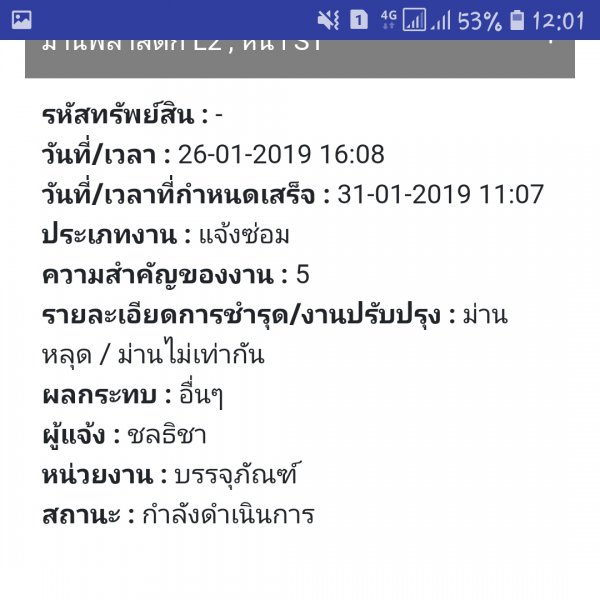 1 4G 53% 12:01
L2 , หน้า ST
รหัสทรัพย์สิน : -
วันที่/เวลา : 26-01-2019 16:08
วันที่/เวลาที่กำหนดเสร็จ : 31-01-2019 11:07
ประเภทงาน : แจ้งซ่อม
ความสำคัญของงาน : 5
รายละเอียดการชำรุด/งานปรับปรุง : ม่าน
หลุด / ม่านไม่เท่ากัน
ผลกระทบ : อื่นๆ
ผู้แจ้ง : ชลธิชา
หน่วยงาน : บรรจุภัณฑ์
สถานะ : กำลังดำเนินการ